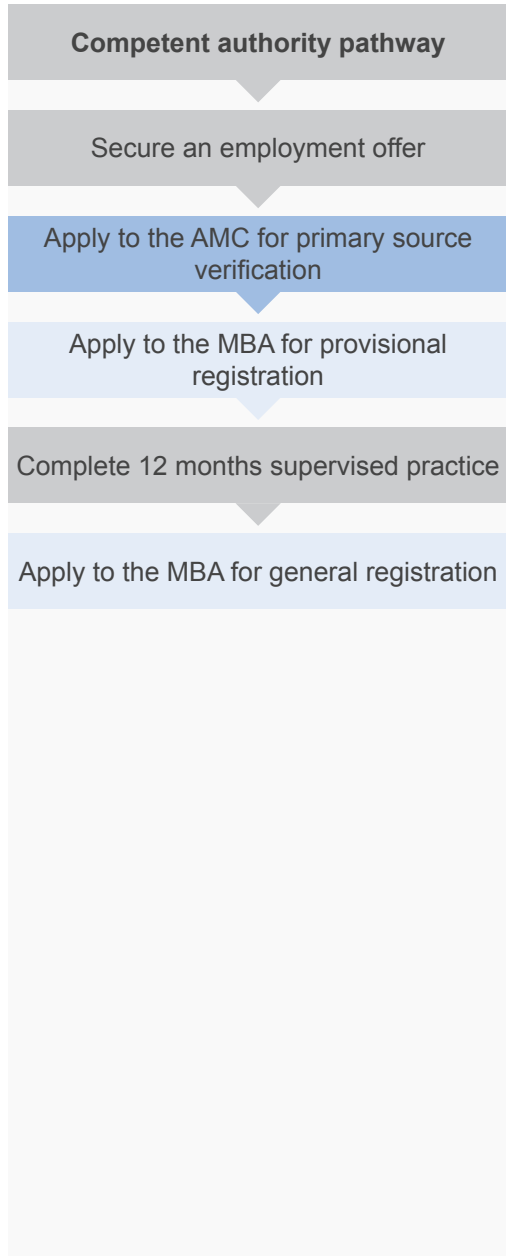 Competent authority pathway
Secure an employment offer
Apply to the AMC for primary source
verification
Apply to the MBA for provisional
registration
Complete 12 months supervised practice
Apply to the MBA for general registration